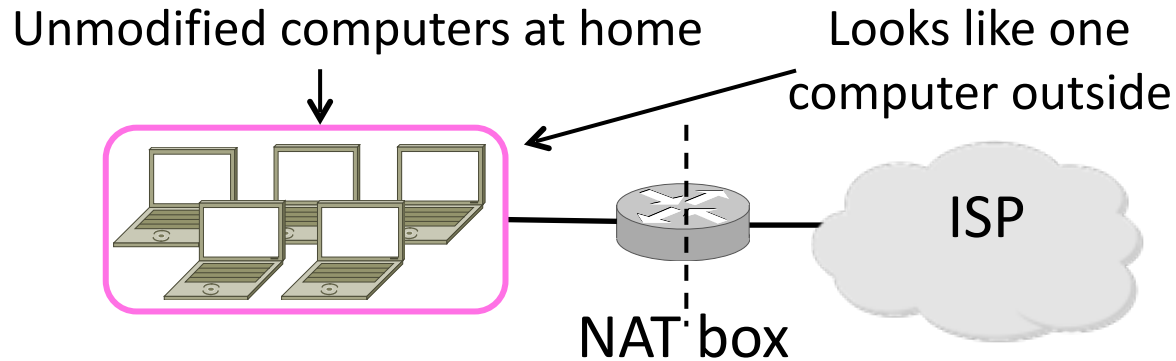 Unmodified computers at home
Looks like one
computer outside
ISP
NAT box